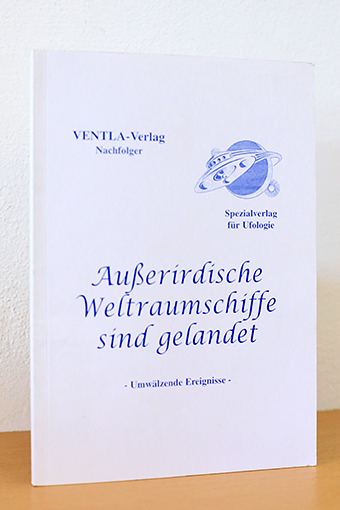 VENTLA-Verlag
Nachfolger
Spezialverlag
für Ufologie
Außerirdische
Weltraumschiffe
sind gelandet
- Umwälzende Ereignisse -